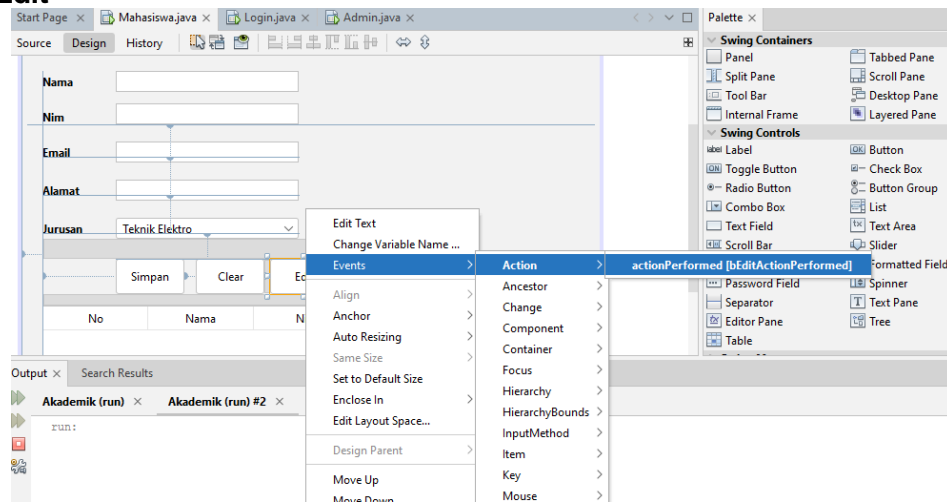 Edit
Start Page
Mahasiswa.java
Login.java
Admin.java
Palette
Source
Design
History
Swing Containers
Panel
Tabbed Pane
Split Pane
Scroll Pane
Tool Bar
Desktop Pane
Internal Frame
Layered Pane
Swing Controls
label Label
OK Button
ON Toggle Button
Check Box
Radio Button
Button Group
Combo Box
List
Text Field
Text Area
Scroll Bar
Slider
Formatted Field
Password Field
Spinner
Separator
Text Pane
Editor Pane
Tree
Table
Nama
Nim
Email
Alamat
Jurusan
Teknik Elektro
Simpan
Clear
No
Nama
Edit Text
Change Variable Name ...
Events
Align
Anchor
Auto Resizing
Same Size
Set to Default Size
Enclose In
Edit Layout Space...
Design Parent
Move Up
Move Down
Action
Ancestor
Change
Component
Container
Focus
Hierarchy
HierarchyBounds
InputMethod
Item
Key
Mouse
actionPerformed [bEditActionPerformed]
Output
Search Results
Akademik (run)
Akademik (run) #2
run: